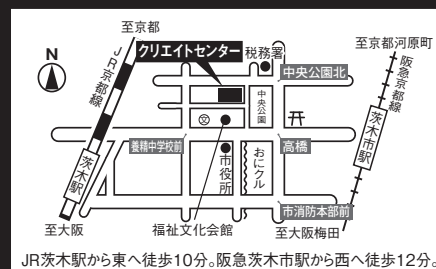 至京都
至京都河原町
N
JR京都線
クリエイトセンター
税務署
中央公園北
阪急京都線
中央公園
文
養精中学校前
高橋
茨木駅
市役所
おにクル
茨木市駅
市消防本部前
至大阪
福祉文化会館
至大阪梅田
JR茨木駅から東へ徒歩10分。阪急茨木市駅から西へ徒歩12分。